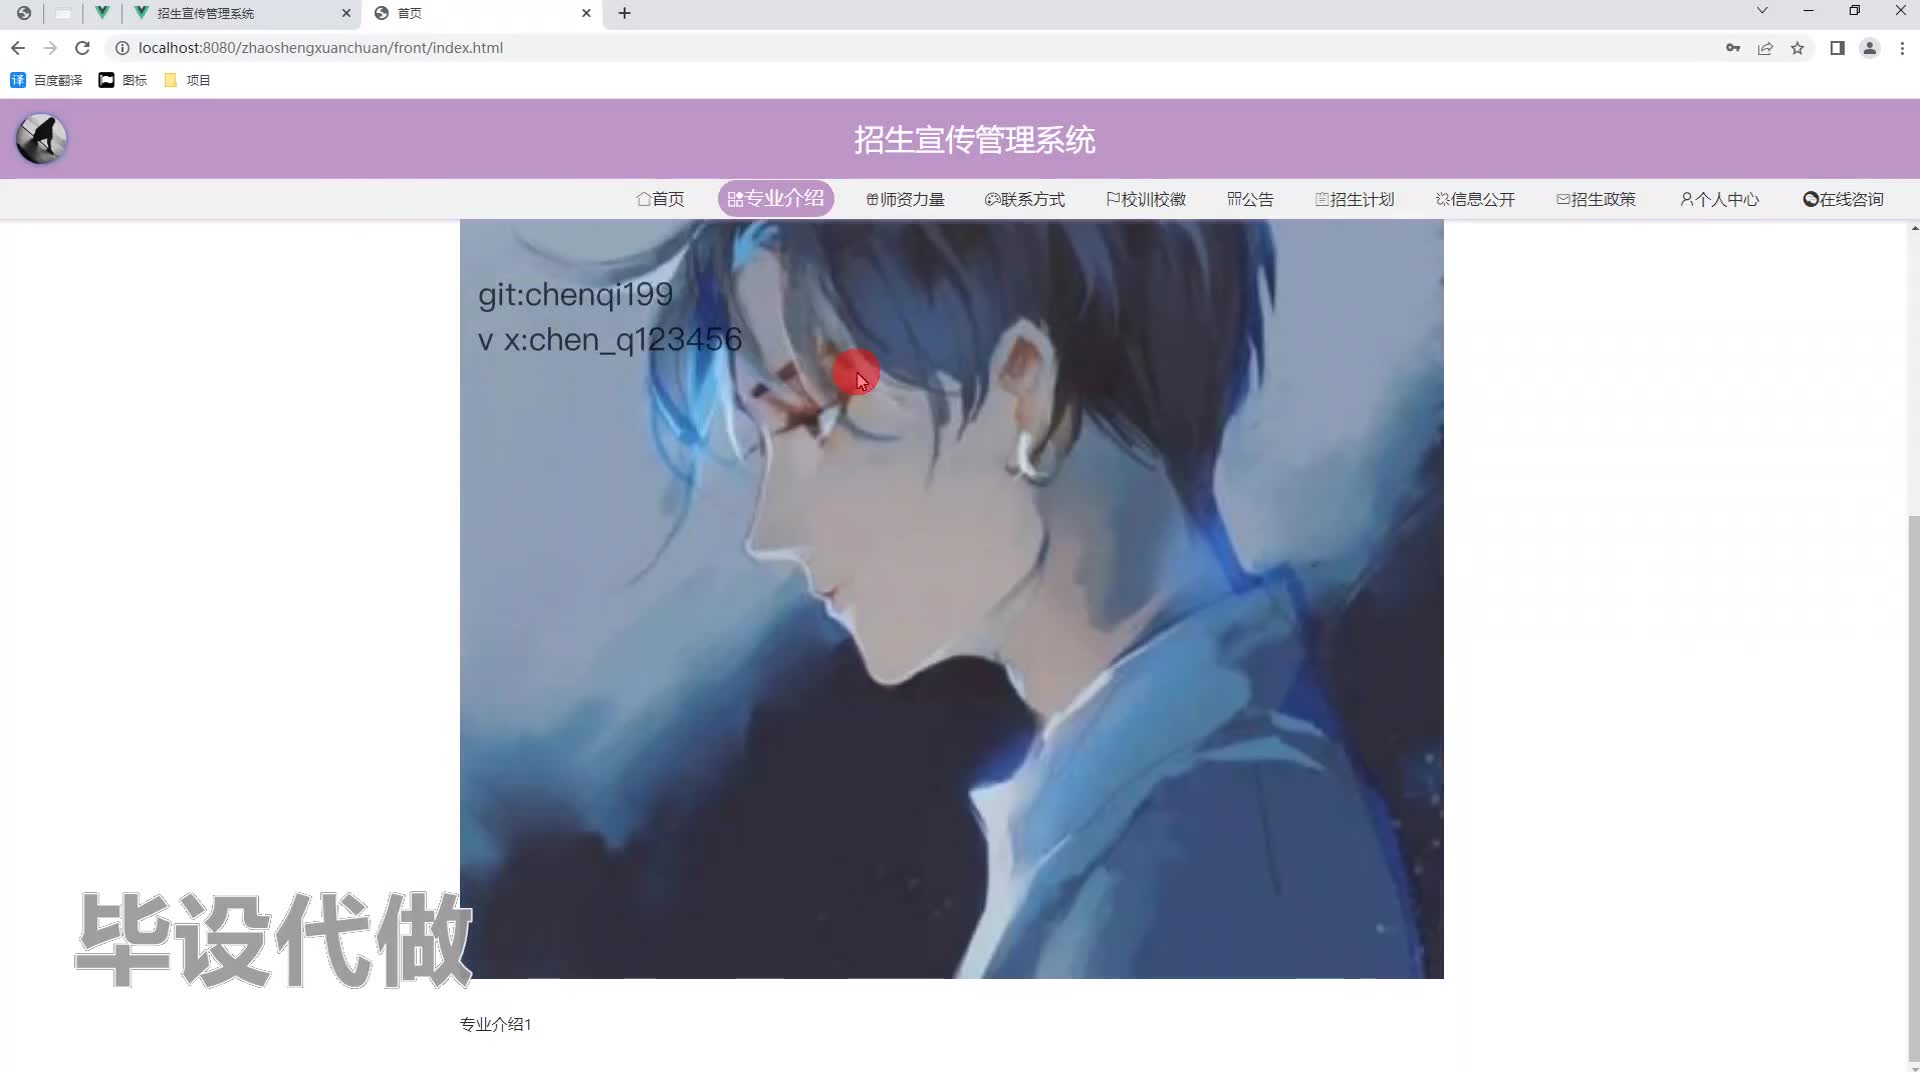 招生宣传管理系统
首页
localhost:8080/zhaoshengxuanchuan/front/index.html
百度翻译
图标
项目
招生宣传管理系统
首页
专业介绍
师资力量
联系方式
校训校徽
公告
招生计划
信息公开
招生政策
个人中心
在线咨询
git:chenqi199
v x:chen_q123456
毕设代做
专业介绍1